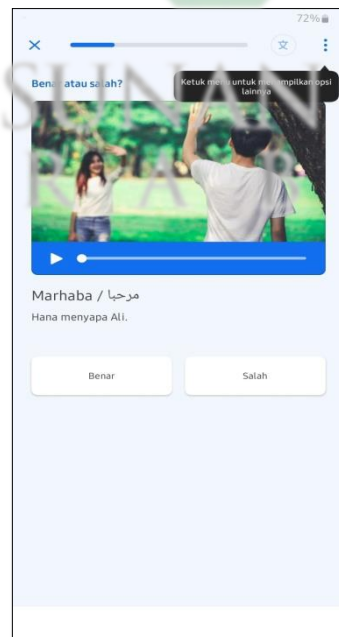 72%
Benar atau salah?
Ketuk menu untuk menampilkan opsi
lainnya
Marhaba / مرحبا
Hana menyapa Ali.
Benar
Salah